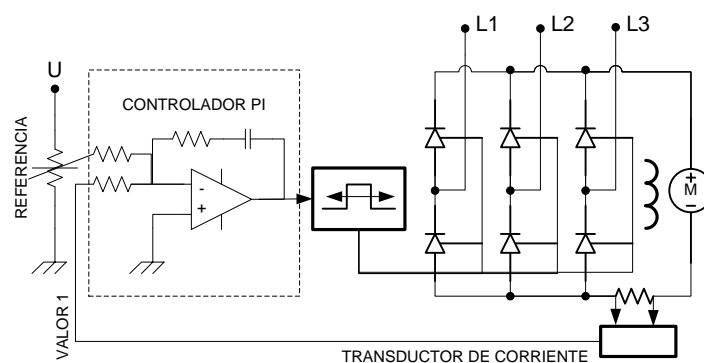 L1
L2
L3
U
CONTROLADOR PI
REFERENCIA
-
+
+
M
-
VALOR 1
TRANSDUCTOR DE CORRIENTE